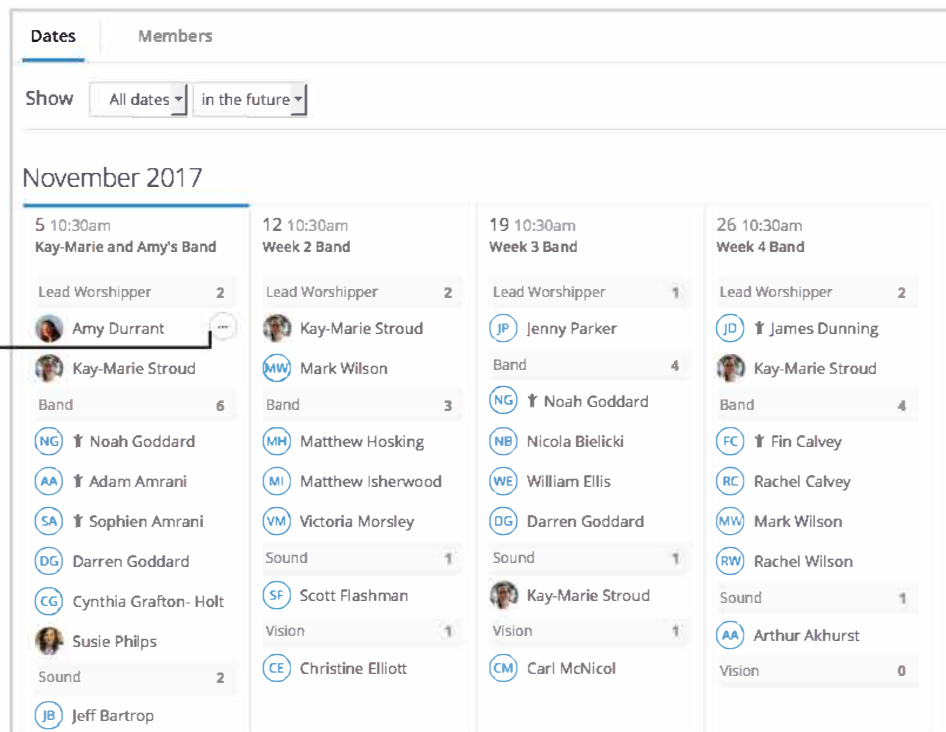 Dates Members
Show All dates in the future
November 2017
5 10:30am
Kay-Marie and Amy's Band
Lead Worshipper 2
Amy Durrant ...
Kay-Marie Stroud
Band 6
NG Noah Goddard
AA Adam Amrani
SA Sophien Amrani
DG Darren Goddard
CG Cynthia Grafton- Holt
Susie Philps
Sound 2
JB Jeff Bartrop
12 10:30am
Week 2 Band
Lead Worshipper 2
Kay-Marie Stroud
MW Mark Wilson
Band 3
MH Matthew Hosking
MI Matthew Isherwood
VM Victoria Morsley
Sound 1
SF Scott Flashman
Vision 1
CE Christine Elliott
19 10:30am
Week 3 Band
Lead Worshipper 1
JP Jenny Parker
Band 4
NG Noah Goddard
NB Nicola Bielicki
WE William Ellis
DG Darren Goddard
Sound 1
Kay-Marie Stroud
Vision 1
CM Carl McNicol
26 10:30am
Week 4 Band
Lead Worshipper 2
JD James Dunning
Kay-Marie Stroud
Band 4
FC Fin Calvey
RC Rachel Calvey
MW Mark Wilson
RW Rachel Wilson
Sound 1
AA Arthur Akhurst
Vision 0